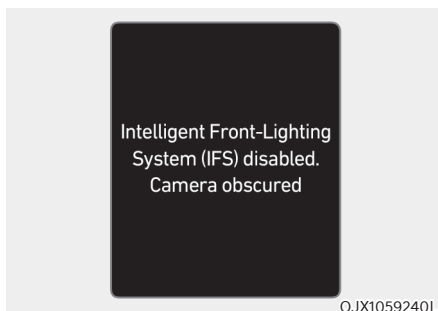 Intelligent Front-Lighting
System (IFS) disabled.
Camera obscured
OJX1059240L